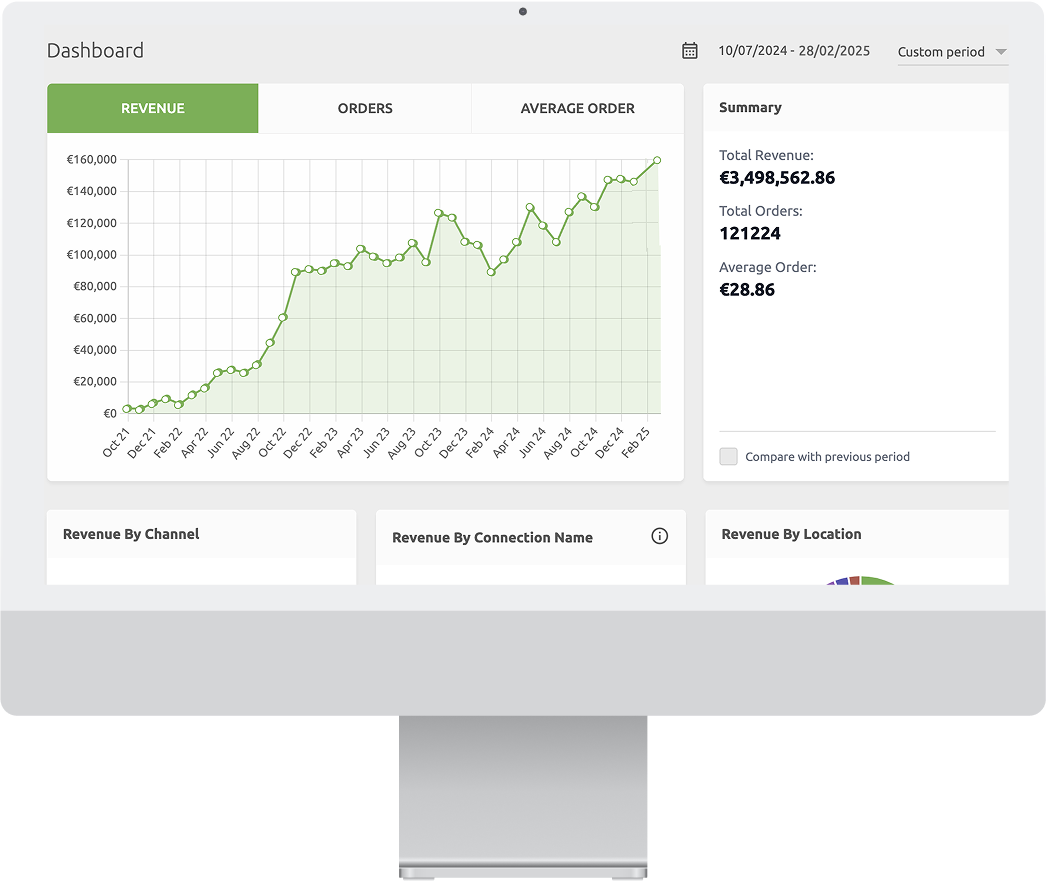 Dashboard
10/07/2024 - 28/02/2025
Custom period
REVENUE
ORDERS
AVERAGE ORDER
€160,000
€140,000
€120,000
€100,000
€80,000
€60,000
€40,000
€20,000
€0
Oct 21
Dec 21
Feb 22
Apr 22
Jun 22
Aug 22
Oct 22
Dec 22
Feb 23
Apr 23
Jun 23
Aug 23
Oct 23
Dec 23
Feb 24
Apr 24
Jun 24
Aug 24
Oct 24
Dec 24
Feb 25
Summary
Total Revenue:
€3,498,562.86
Total Orders:
121224
Average Order:
€28.86
Compare with previous period
Revenue By Channel
Revenue By Connection Name
Revenue By Location